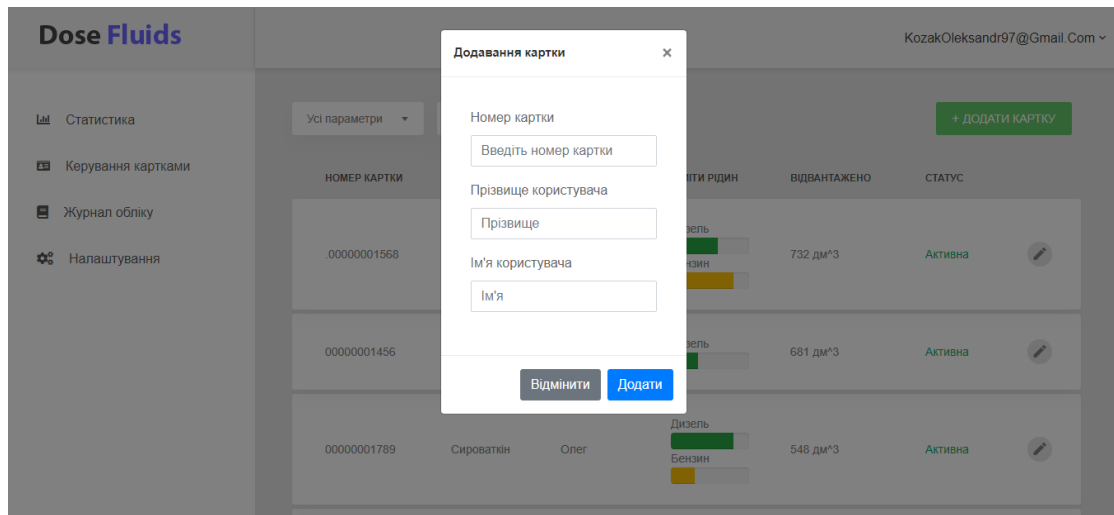 Dose Fluids
KozakOleksandr97@Gmail.Com
Додавання картки ×
Статистика
Керування картками
Журнал обліку
Налаштування
Усі параметри
+ ДОДАТИ КАРТКУ
Номер картки
Введіть номер картки
Прізвище користувача
Прізвище
Ім'я користувача
Ім'я
Відмінити Додати
НОМЕР КАРТКИ ВІДВАНТАЖЕНО СТАТУС
.00000001568 732 дм^3 Активна
00000001456 681 дм^3 Активна
Дизель
00000001789 Сироваткін Олег 548 дм^3 Активна
Бензин